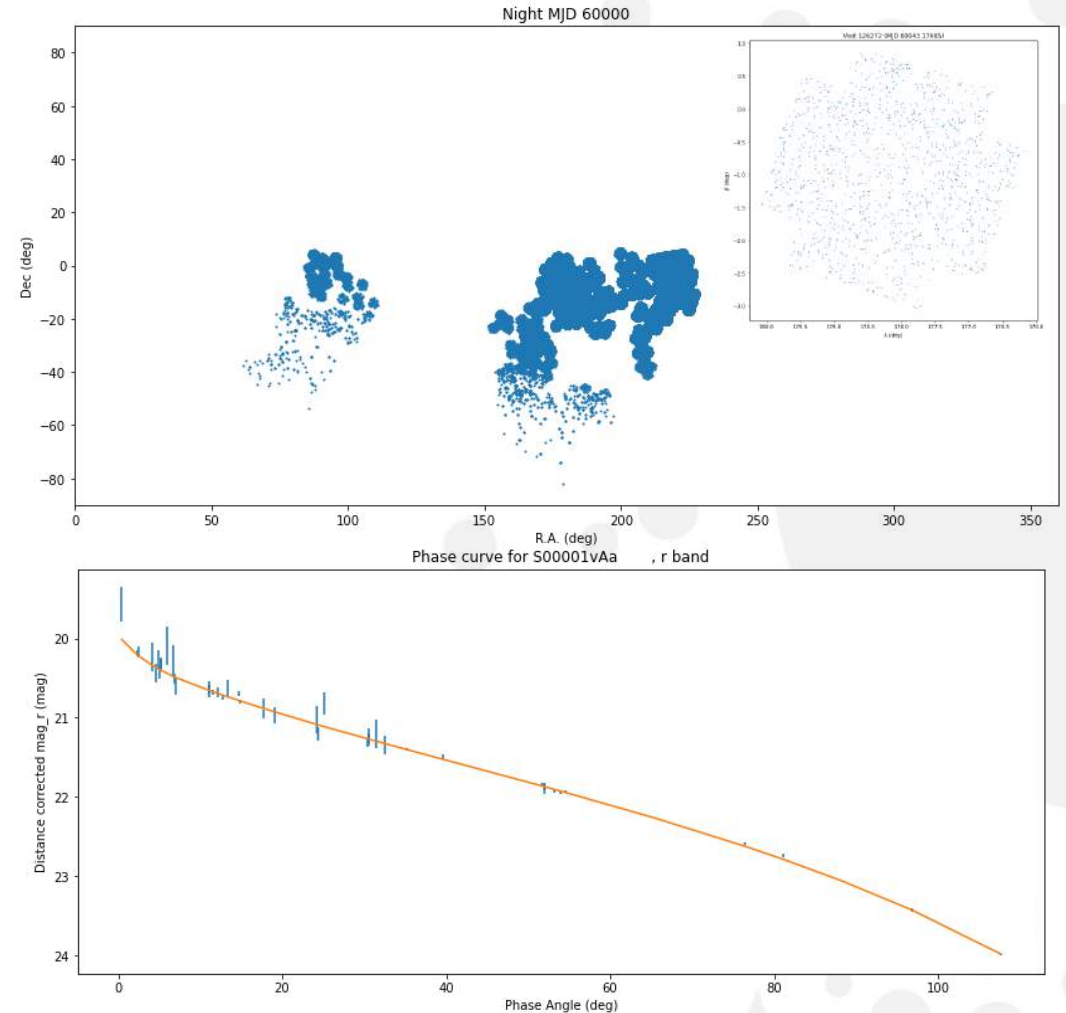 Night MJD 60000
80
60
40
20
0
−20
−40
−60
−80
Dec (deg)
0 50 100 150 200 250 300 350
R.A. (deg)
Phase curve for S00001vAa , r band
20
21
22
23
24
Distance corrected mag_r (mag)
0 20 40 60 80 100
Phase Angle (deg)